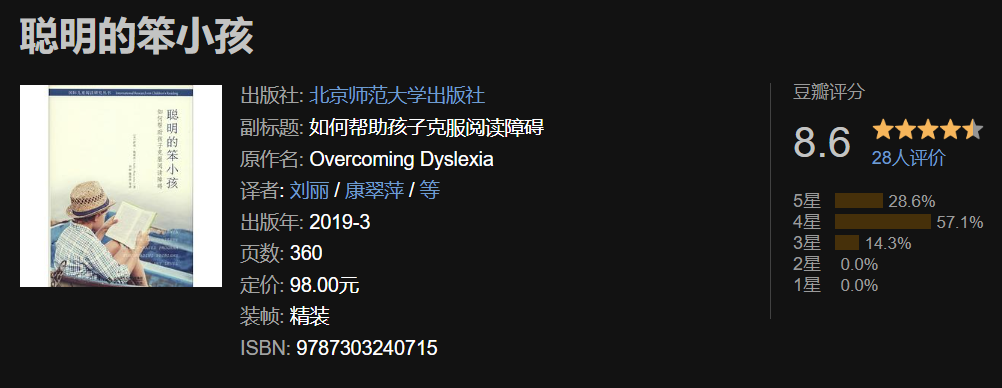 聪明的笨小孩
出版社: 北京师范大学出版社
副标题: 如何帮助孩子克服阅读障碍
原作名: Overcoming Dyslexia
译者: 刘丽 / 康翠萍 / 等
出版年: 2019-3
页数: 360
定价: 98.00元
装帧: 精装
ISBN: 9787303240715
豆瓣评分
8.6
28人评价
5星 28.6%
4星 57.1%
3星 14.3%
2星 0.0%
1星 0.0%
聪明的笨小孩
如何帮助孩子克服阅读障碍